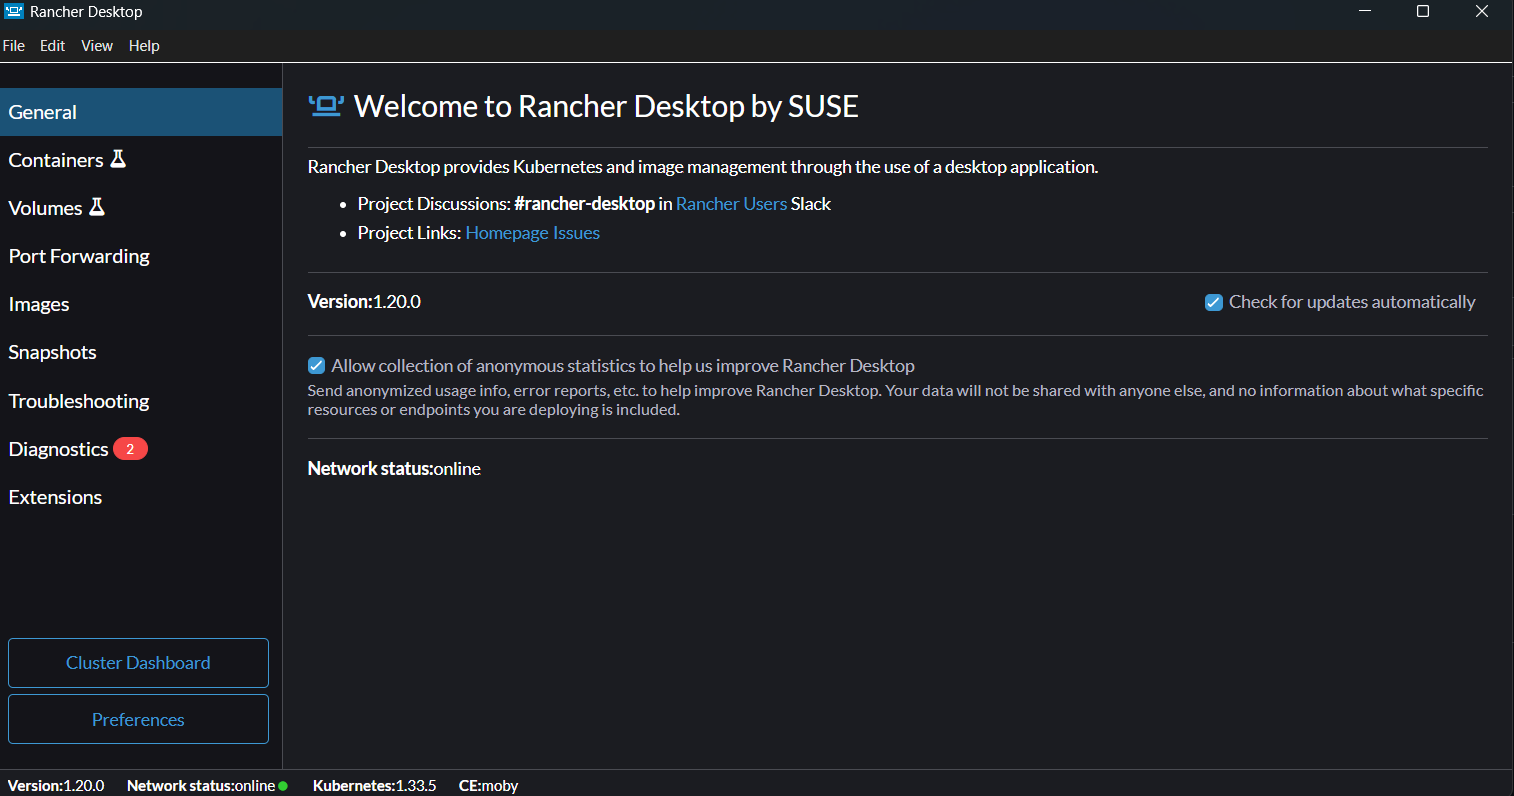 Rancher Desktop
File Edit View Help
General
Containers
Volumes
Port Forwarding
Images
Snapshots
Troubleshooting
Diagnostics 2
Extensions
Cluster Dashboard
Preferences
Welcome to Rancher Desktop by SUSE
Rancher Desktop provides Kubernetes and image management through the use of a desktop application.
• Project Discussions: #rancher-desktop in Rancher Users Slack
• Project Links: Homepage Issues
Version:1.20.0
Check for updates automatically
Allow collection of anonymous statistics to help us improve Rancher Desktop
Send anonymized usage info, error reports, etc. to help improve Rancher Desktop. Your data will not be shared with anyone else, and no information about what specific
resources or endpoints you are deploying is included.
Network status:online
Version:1.20.0 Network status:online Kubernetes:1.33.5 CE:moby